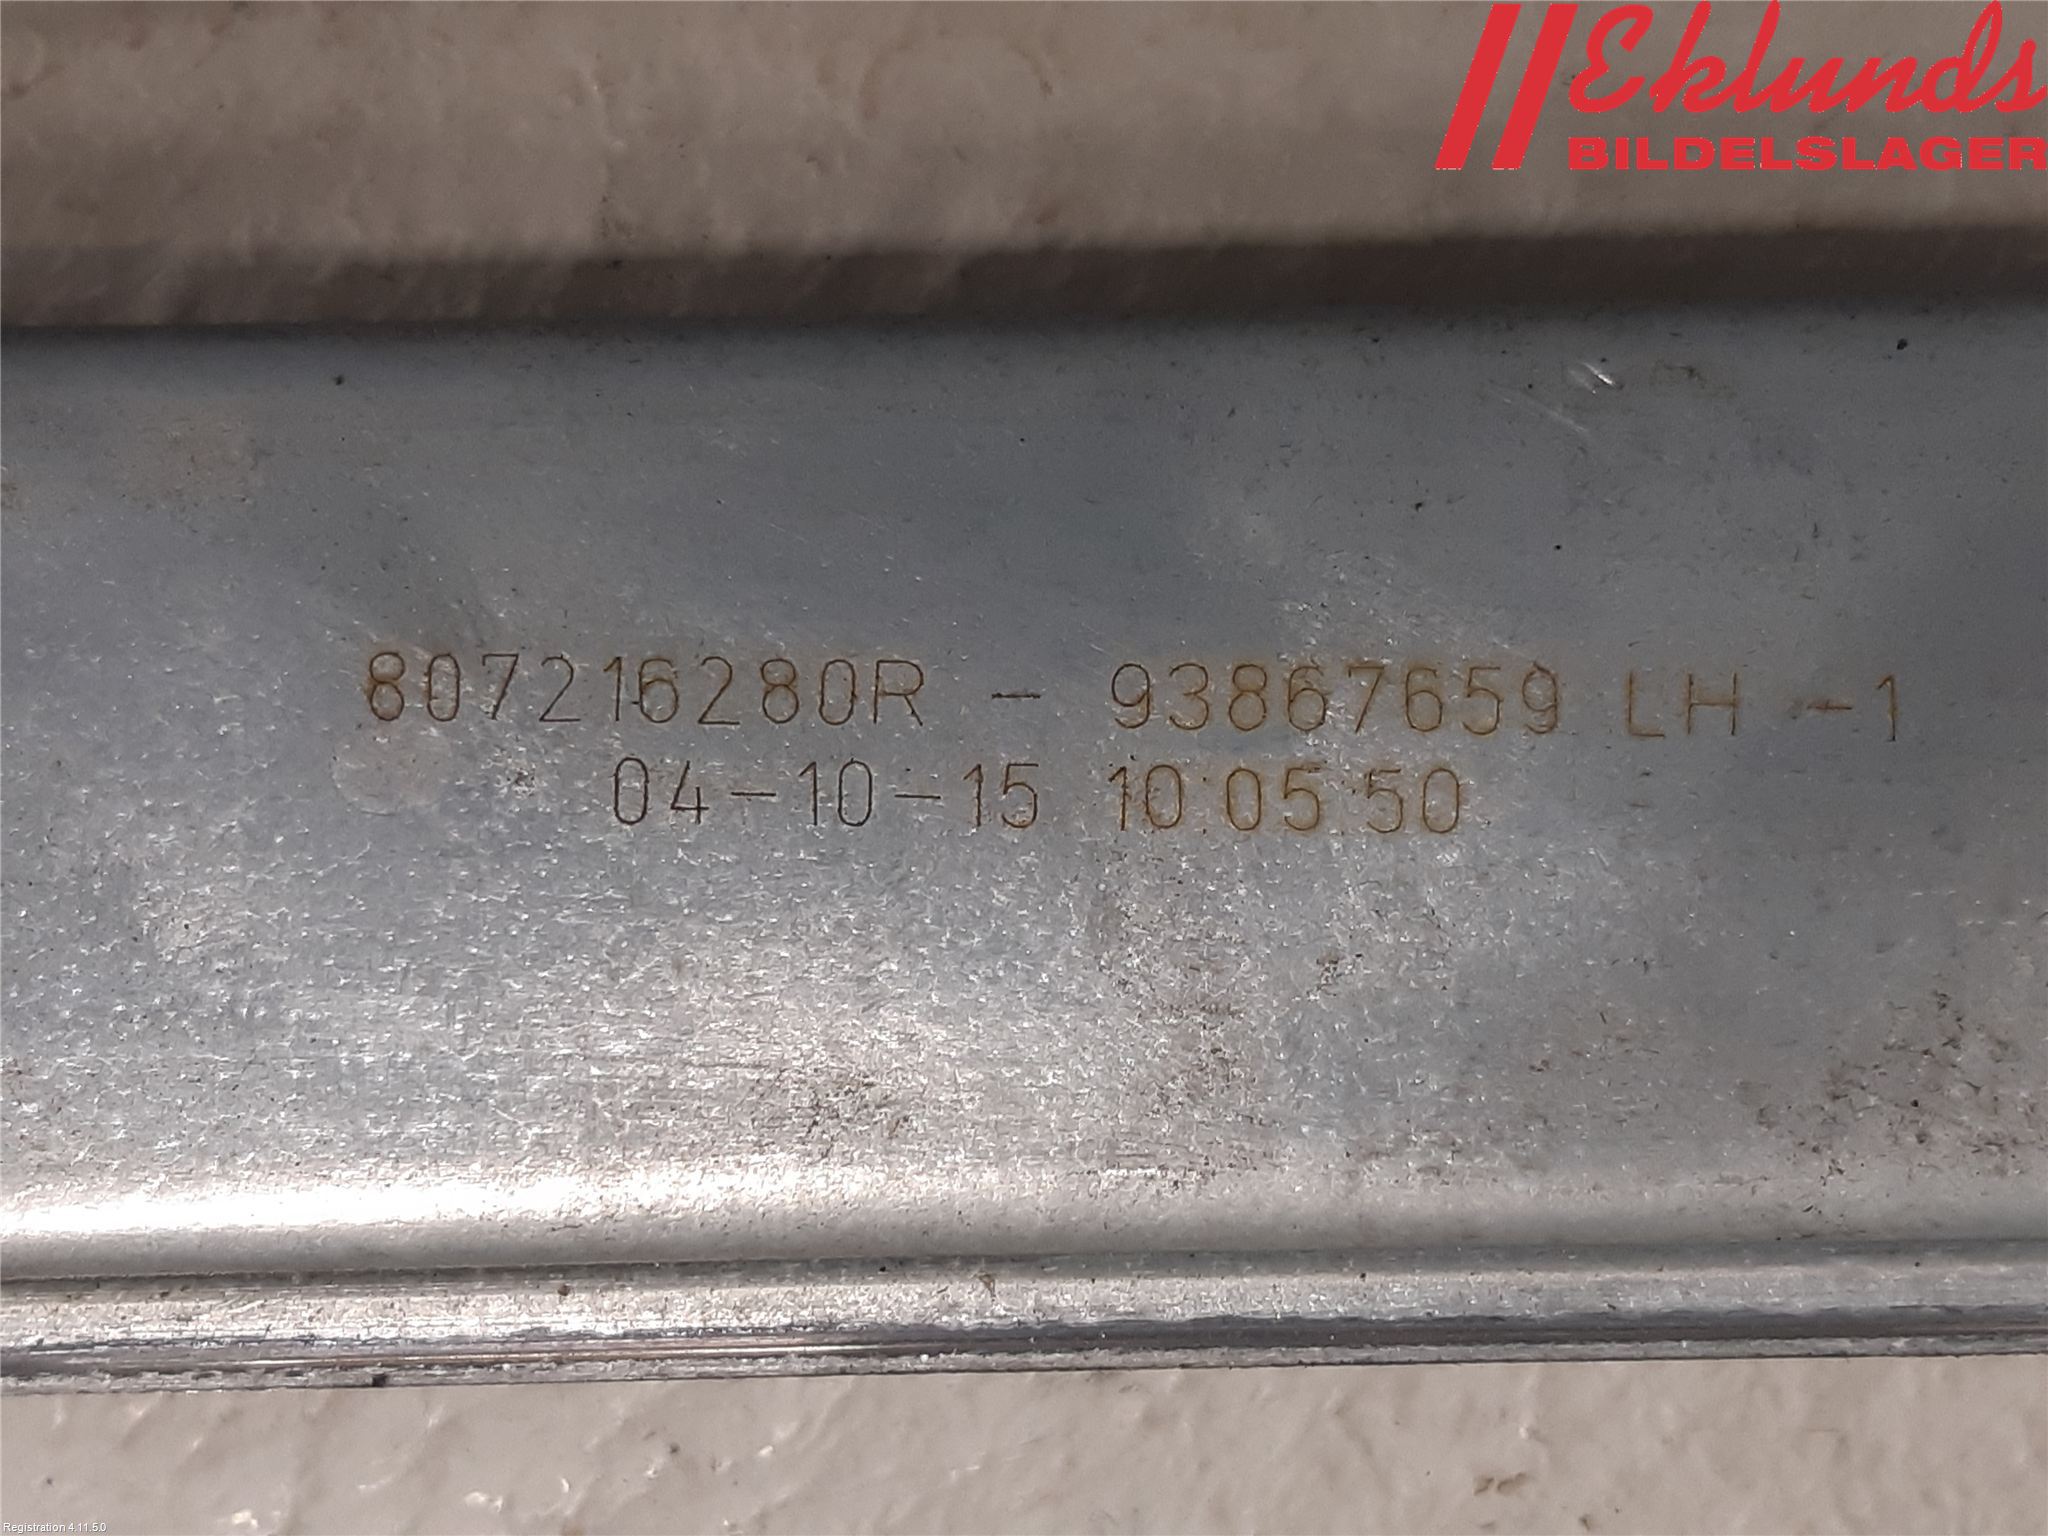 Eklunds
BILDELSLAGER
807216280R - 93867659 LH -1
04-10-15 10:05:50
Registration 4.11.5.0